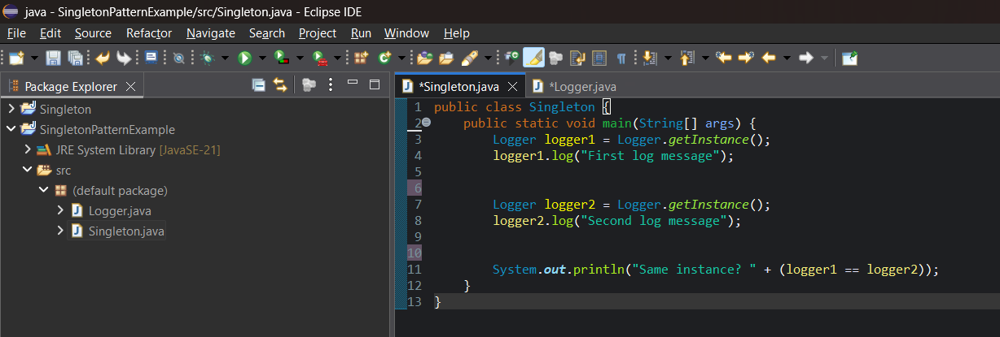 java - SingletonPatternExample/src/Singleton.java - Eclipse IDE
File Edit Source Refactor Navigate Search Project Run Window Help
Package Explorer
Singleton
SingletonPatternExample
JRE System Library [JavaSE-21]
src
(default package)
Logger.java
Singleton.java
*Singleton.java *Logger.java
1 public class Singleton {
2 public static void main(String[] args) {
3 Logger logger1 = Logger.getInstance();
4 logger1.log("First log message");
5
6
7 Logger logger2 = Logger.getInstance();
8 logger2.log("Second log message");
9
10
11 System.out.println("Same instance? " + (logger1 == logger2));
12 }
13 }